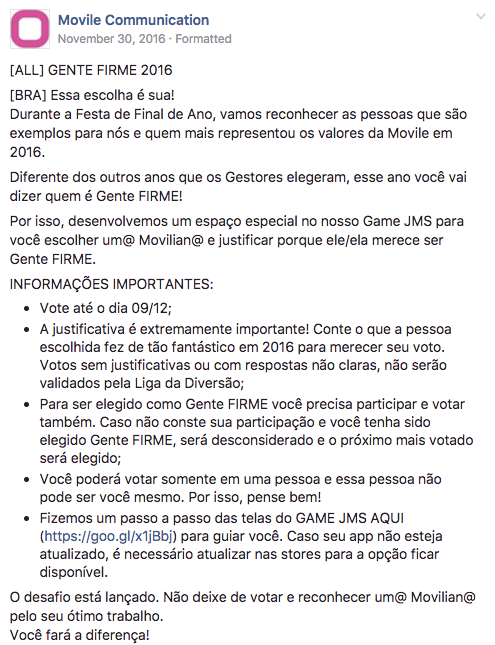 Movile Communication
November 30, 2016 · Formatted
[ALL] GENTE FIRME 2016
[BRA] Essa escolha é sua!
Durante a Festa de Final de Ano, vamos reconhecer as pessoas que são
exemplos para nós e quem mais representou os valores da Movile em
2016.
Diferente dos outros anos que os Gestores elegeram, esse ano você vai
dizer quem é Gente FIRME!
Por isso, desenvolvemos um espaço especial no nosso Game JMS para
você escolher um@ Movilian@ e justificar porque ele/ela merece ser
Gente FIRME.
INFORMAÇÕES IMPORTANTES:
• Vote até o dia 09/12;
• A justificativa é extremamente importante! Conte o que a pessoa
escolhida fez de tão fantástico em 2016 para merecer seu voto.
Votos sem justificativas ou com respostas não claras, não serão
validados pela Liga da Diversão;
• Para ser elegido como Gente FIRME você precisa participar e votar
também. Caso não conste sua participação e você tenha sido
elegido Gente FIRME, será desconsiderado e o próximo mais votado
será elegido;
• Você poderá votar somente em uma pessoa e essa pessoa não
pode ser você mesmo. Por isso, pense bem!
• Fizemos um passo a passo das telas do GAME JMS AQUI
(https://goo.gl/x1jBbj) para guiar você. Caso seu app não esteja
atualizado, é necessário atualizar nas stores para a opção ficar
disponível.
O desafio está lançado. Não deixe de votar e reconhecer um@ Movilian@
pelo seu ótimo trabalho.
Você fará a diferença!